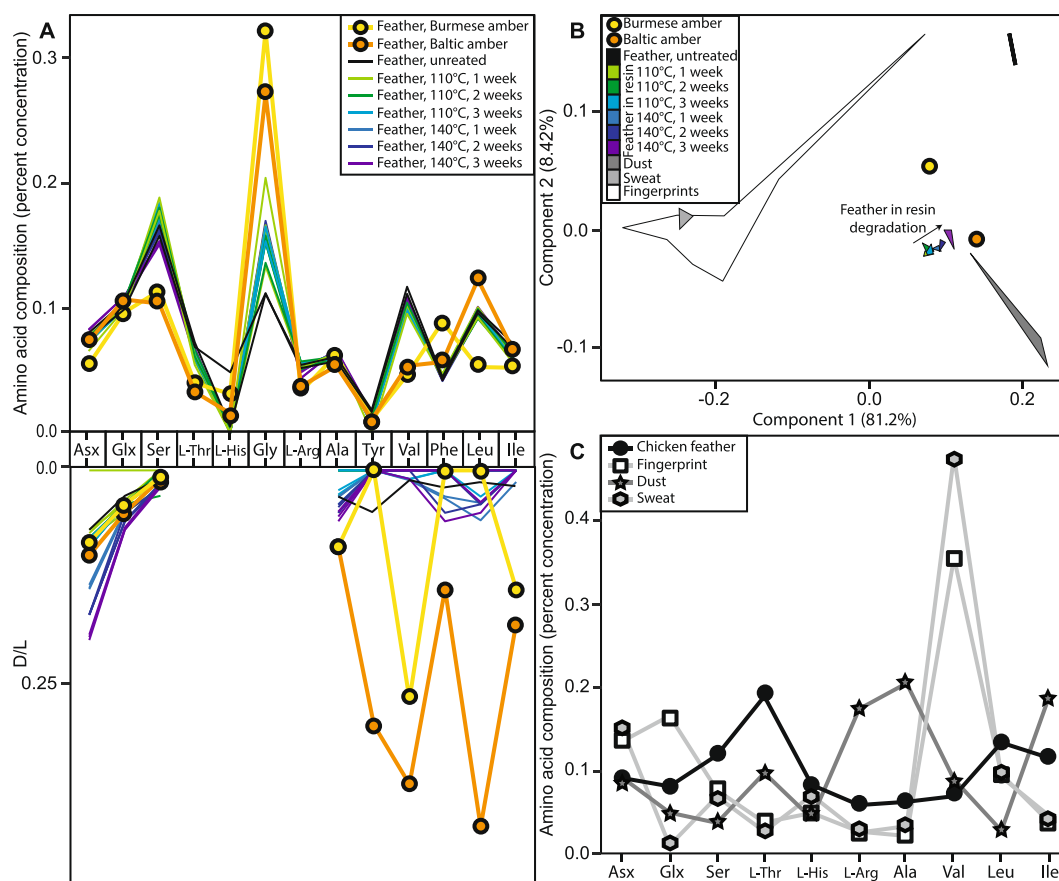 A
Feather, Burmese amber
Feather, Baltic amber
Feather, untreated
Feather, 110°C, 1 week
Feather, 110°C, 2 weeks
Feather, 110°C, 3 weeks
Feather, 140°C, 1 week
Feather, 140°C, 2 weeks
Feather, 140°C, 3 weeks
Amino acid composition (percent concentration)
0.3
0.2
0.1
0.0
Asx Glx Ser L-Thr L-His Gly L-Arg Ala Tyr Val Phe Leu Ile
0.0
0.25
D/L
B
Burmese amber
Baltic amber
Feather, untreated
110°C, 1 week
110°C, 2 weeks
110°C, 3 weeks
140°C, 1 week
140°C, 2 weeks
140°C, 3 weeks
Feather in resin
Dust
Sweat
Fingerprints
Component 2 (8.42%)
0.1
0.0
-0.1
Feather in resin
degradation
-0.2 0.0 0.2
Component 1 (81.2%)
C
Chicken feather
Fingerprint
Dust
Sweat
Amino acid composition (percent concentration)
0.4
0.3
0.2
0.1
0.0
Asx Glx Ser L-Thr L-His L-Arg Ala Val Leu Ile